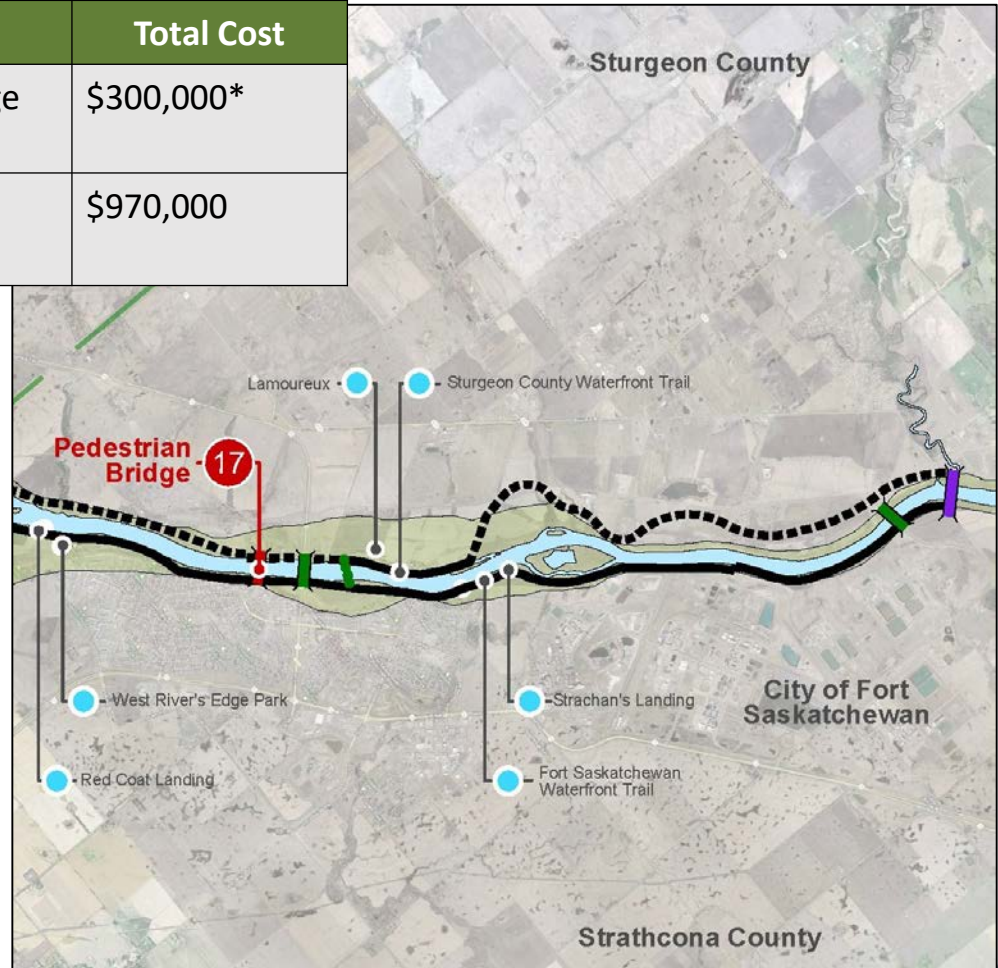 Total Cost
$300,000*
$970,000
Sturgeon County
Lamoureux
Sturgeon County Waterfront Trail
Pedestrian
Bridge
17
West River's Edge Park
Strachan's Landing
City of Fort
Saskatchewan
Red Coat Landing
Fort Saskatchewan
Waterfront Trail
Strathcona County